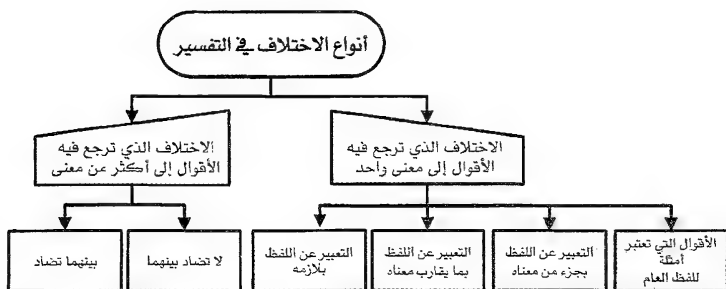 أنواع الاختلاف في التفسير
الاختلاف الذي ترجع فيه
الأقوال إلى معنى واحد
الاختلاف الذي ترجع فيه
الأقوال إلى أكثر من معنى
الأقوال التي تعتبر
أمثلة
للفظ العام
التعبير عن اللفظ
بجزء من معناه
التعبير عن اللفظ
بما يقارب معناه
التعبير عن اللفظ
بلازمه
لا تضاد بينهما
بينهما تضاد